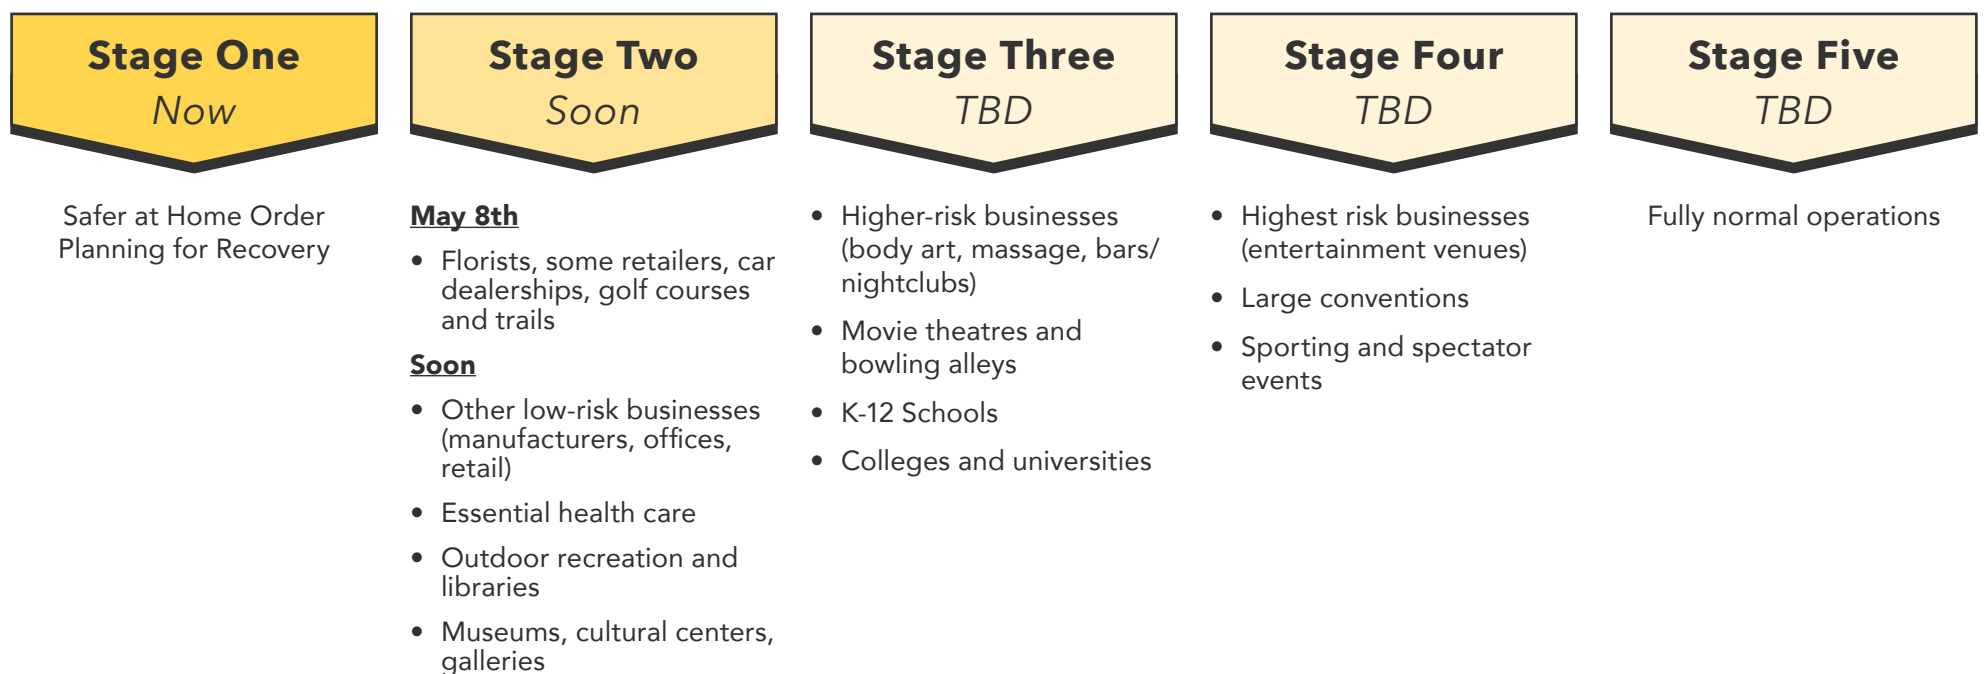 Stage One
Now
Safer at Home Order
Planning for Recovery
Stage Two
Soon
May 8th
• Florists, some retailers, car
dealerships, golf courses
and trails
Soon
• Other low-risk businesses
(manufacturers, offices,
retail)
• Essential health care
• Outdoor recreation and
libraries
• Museums, cultural centers,
galleries
Stage Three
TBD
• Higher-risk businesses
(body art, massage, bars/
nightclubs)
• Movie theatres and
bowling alleys
• K-12 Schools
• Colleges and universities
Stage Four
TBD
• Highest risk businesses
(entertainment venues)
• Large conventions
• Sporting and spectator
events
Stage Five
TBD
Fully normal operations